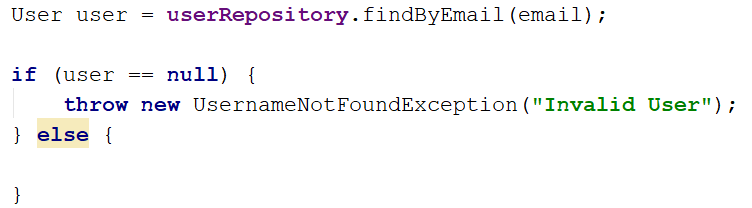 User user = userRepository.findByEmail(email);
if (user == null) {
    throw new UsernameNotFoundException("Invalid User");
} else {
}